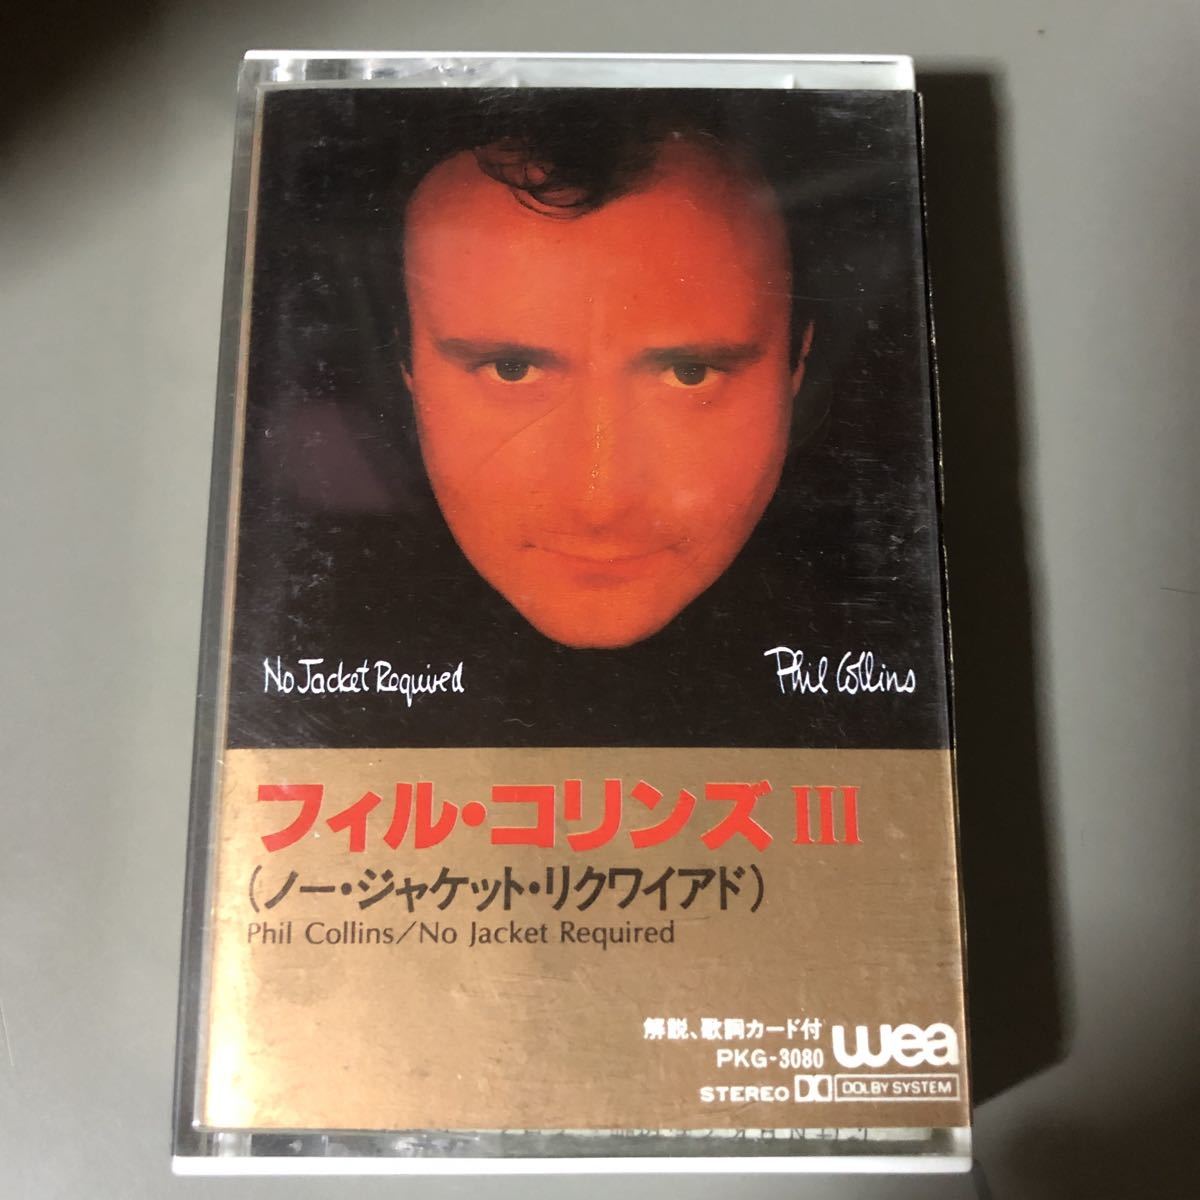 No Jacket Required
Phil Collins
フィル・コリンズ III
(ノー・ジャケット・リクワイアド)
Phil Collins/No Jacket Required
解説、歌詞カード付
PKG-3080
wea
STEREO DOLBY SYSTEM